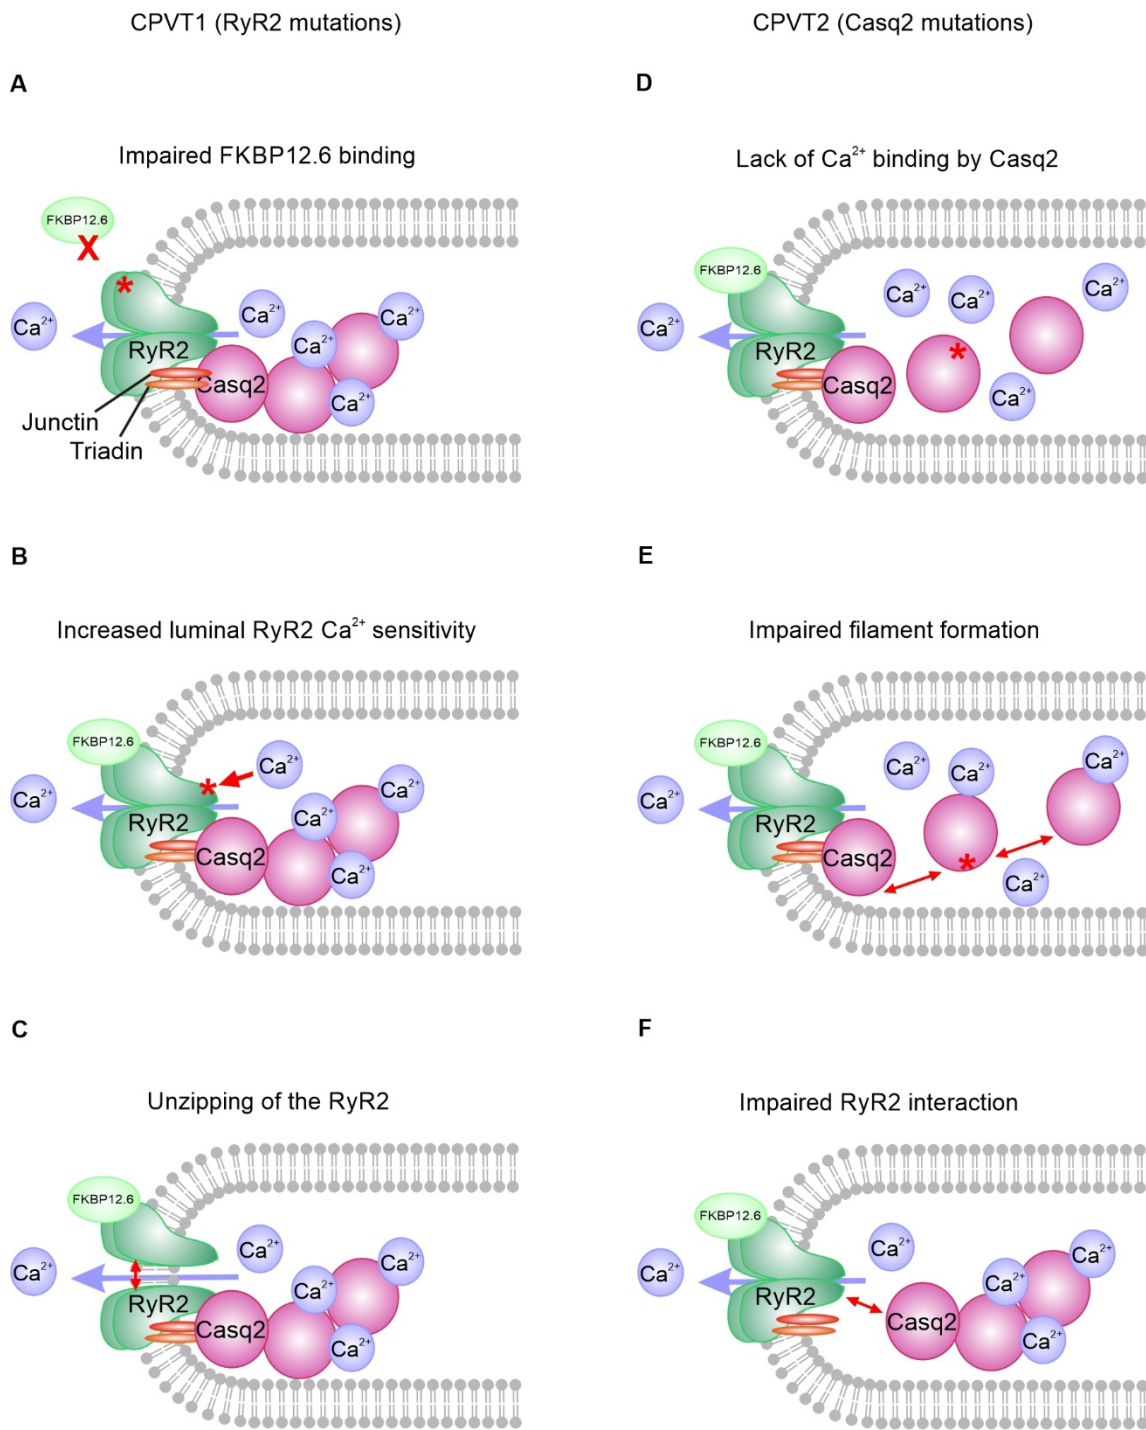 CPVT1 (RyR2 mutations)
CPVT2 (Casq2 mutations)
A
Impaired FKBP12.6 binding
FKBP12.6
X
*
Ca²⁺
Ca²⁺
Ca²⁺
Ca²⁺
Ca²⁺
RyR2
Casq2
Junctin
Triadin
D
Lack of Ca²⁺ binding by Casq2
FKBP12.6
Ca²⁺
Ca²⁺
Ca²⁺
Ca²⁺
Ca²⁺
RyR2
*
Casq2
B
Increased luminal RyR2 Ca²⁺ sensitivity
FKBP12.6
Ca²⁺
*
Ca²⁺
Ca²⁺
Ca²⁺
RyR2
Casq2
Ca²⁺
E
Impaired filament formation
FKBP12.6
Ca²⁺
Ca²⁺
Ca²⁺
Ca²⁺
RyR2
Casq2
*
Ca²⁺
C
Unzipping of the RyR2
FKBP12.6
Ca²⁺
Ca²⁺
Ca²⁺
Ca²⁺
RyR2
Casq2
Ca²⁺
F
Impaired RyR2 interaction
FKBP12.6
Ca²⁺
Ca²⁺
Ca²⁺
Ca²⁺
RyR2
Casq2
Ca²⁺